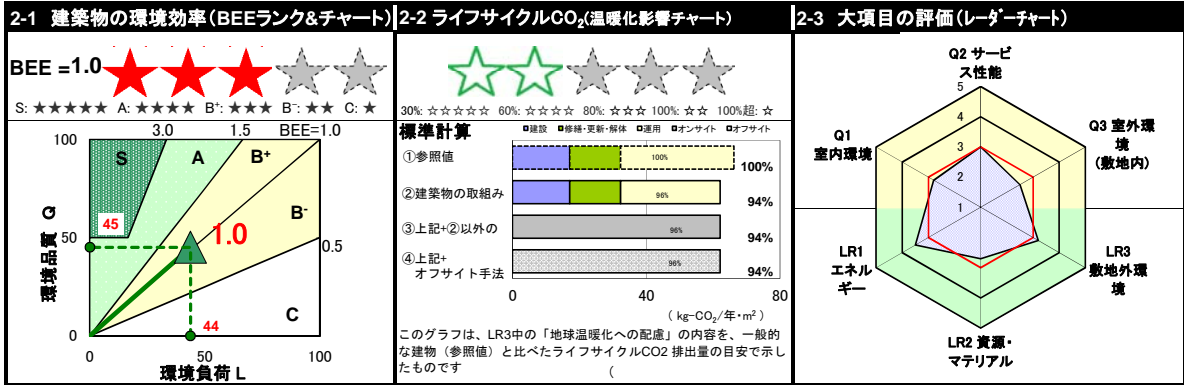 2-1 建築物の環境効率(BEEランク&チャート)
BEE =1.0
S: ★★★★★ A: ★★★★ B⁺: ★★★ B⁻: ★★ C: ★
3.0 1.5 BEE=1.0
100
S A B⁺
B⁻
45
1.0
50
0.5
環境品質 Q
C
44
0
0 50 100
環境負荷 L
2-2 ライフサイクルCO₂(温暖化影響チャート)
30%: ☆☆☆☆☆ 60%: ☆☆☆☆ 80%: ☆☆☆ 100%: ☆☆ 100%超: ☆
標準計算
■建設 ■修繕・更新・解体 □運用 ■オンサイト ■オフサイト
①参照値 100% 100%
②建築物の取組み 96% 94%
③上記+②以外の 96% 94%
④上記+
オフサイト手法 96% 94%
0 40 80
( kg-CO₂/年・m² )
このグラフは、LR3中の「地球温暖化への配慮」の内容を、一般的
な建物(参照値)と比べたライフサイクルCO2 排出量の目安で示し
たものです (
2-3 大項目の評価(レーダーチャート)
Q2 サービ
ス性能
5
4
3
2
1
Q1
室内環境
Q3 室外環
境
(敷地内)
LR1
エネル
ギー
LR3
敷地外環
境
LR2 資源・
マテリアル